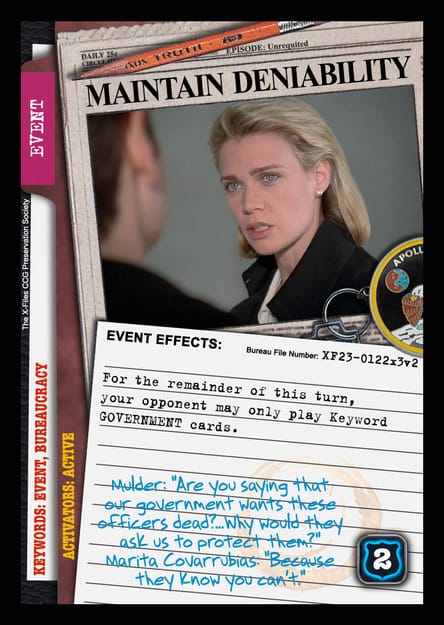 DAILY 25¢
TRUTH
EPISODE: Unrequited
MAINTAIN DENIABILITY
EVENT
The X-Files CCG Preservation Society
APOLL
EVENT EFFECTS:
Bureau File Number: XF23-0122x3v2
For the remainder of this turn,
your opponent may only play Keyword
GOVERNMENT cards.
Mulder: "Are you saying that
our government wants these
officers dead?...Why would they
ask us to protect them?"
Marita Covarrubias: "Because
they know you can't."
2
KEYWORDS: EVENT, BUREAUCRACY
ACTIVATORS: ACTIVE